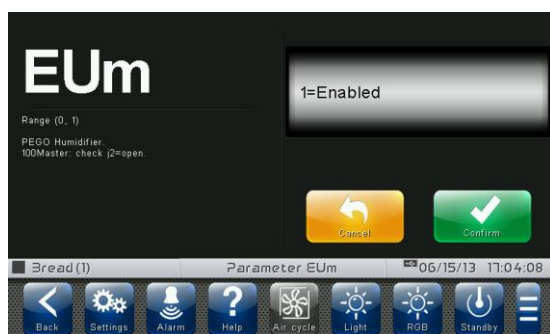 EUm
Range (0, 1)
PEGO Humidifier.
100Master: check j2=open.
1=Enabled
Cancel
Confirm
Bread (1)
Parameter EUm
06/15/13 11:04:08
Back
Settings
Alarm
Help
Air cycle
Light
RGB
Standby